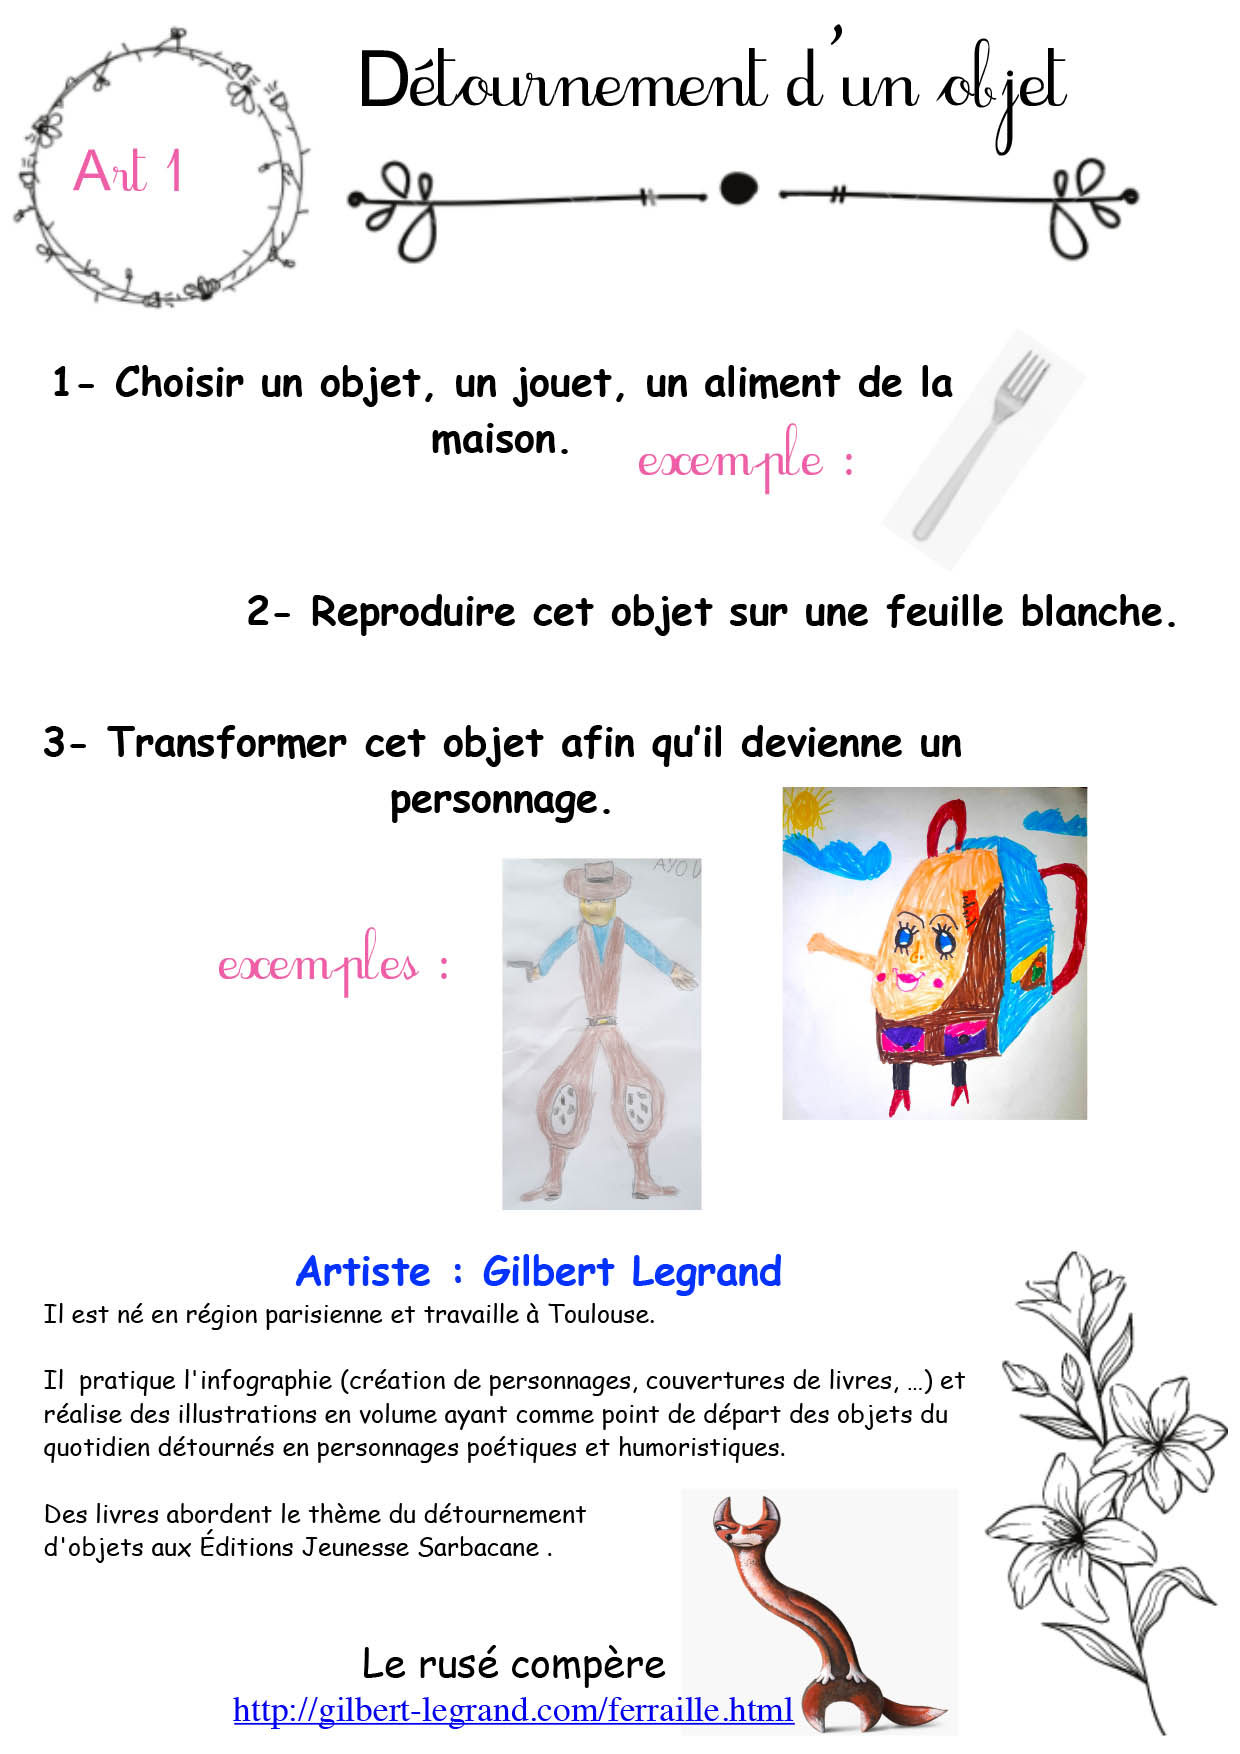 Détournement d'un objet
Art 1
1- Choisir un objet, un jouet, un aliment de la
maison.
exemple :
2- Reproduire cet objet sur une feuille blanche.
3- Transformer cet objet afin qu'il devienne un
personnage.
exemples :
Artiste : Gilbert Legrand
Il est né en région parisienne et travaille à Toulouse.
Il  pratique l'infographie (création de personnages, couvertures de livres, …) et
réalise des illustrations en volume ayant comme point de départ des objets du
quotidien détournés en personnages poétiques et humoristiques.
Des livres abordent le thème du détournement
d'objets aux Éditions Jeunesse Sarbacane .
Le rusé compère
http://gilbert-legrand.com/ferraille.html